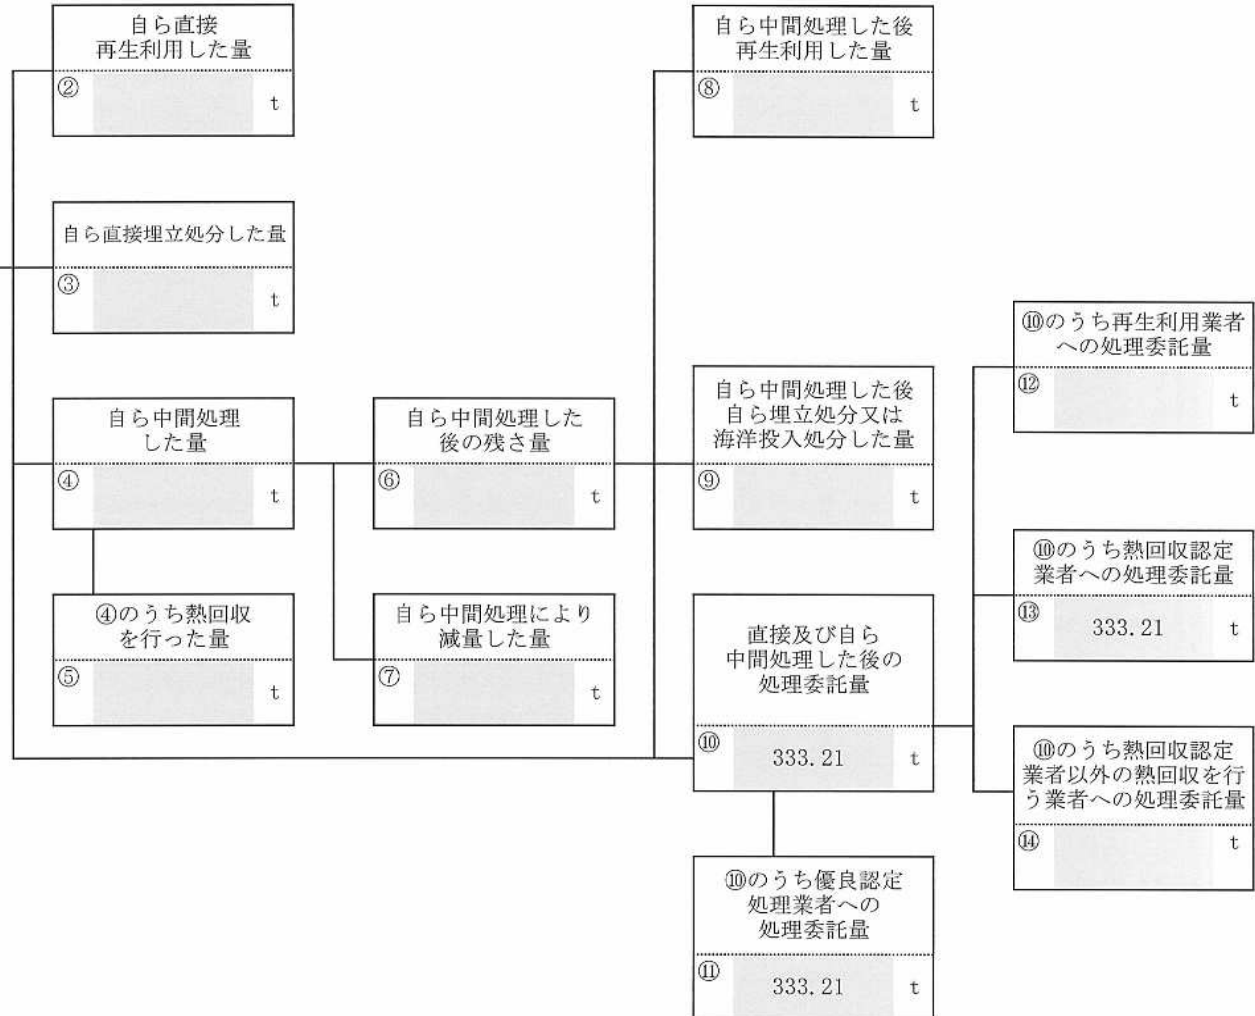 自ら直接
再生利用した量
② t
自ら直接埋立処分した量
③ t
自ら中間処理
した量
④ t
④のうち熱回収
を行った量
⑤ t
自ら中間処理した
後の残さ量
⑥ t
自ら中間処理により
減量した量
⑦ t
自ら中間処理した後
再生利用した量
⑧ t
自ら中間処理した後
自ら埋立処分又は
海洋投入処分した量
⑨ t
直接及び自ら
中間処理した後の
処理委託量
⑩ 333.21 t
⑩のうち優良認定
処理業者への
処理委託量
⑪ 333.21 t
⑩のうち再生利用業者
への処理委託量
⑫ t
⑩のうち熱回収認定
業者への処理委託量
⑬ 333.21 t
⑩のうち熱回収認定
業者以外の熱回収を行
う業者への処理委託量
⑭ t